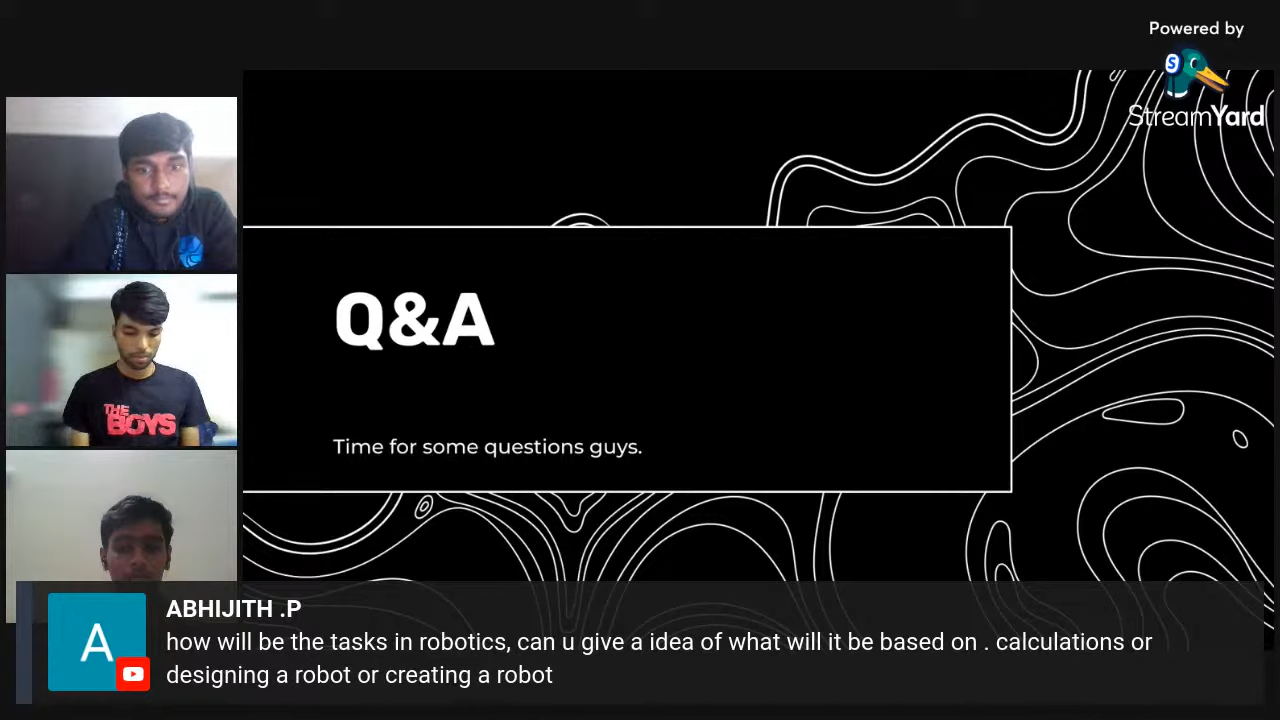 Powered by
S
StreamYard
THE
BOYS
Q&A
Time for some questions guys.
A
ABHIJITH .P
how will be the tasks in robotics, can u give a idea of what will it be based on . calculations or
designing a robot or creating a robot